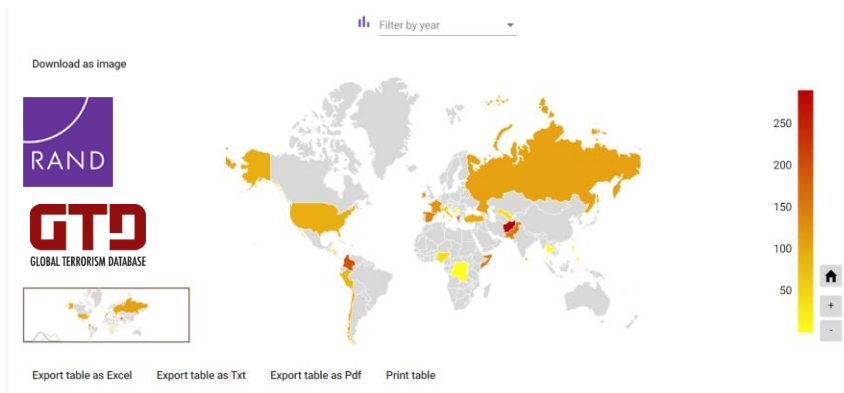 Filter by year
Download as image
RAND
GTD
GLOBAL TERRORISM DATABASE
250
200
150
100
50
+
-
Export table as Excel Export table as Txt Export table as Pdf Print table